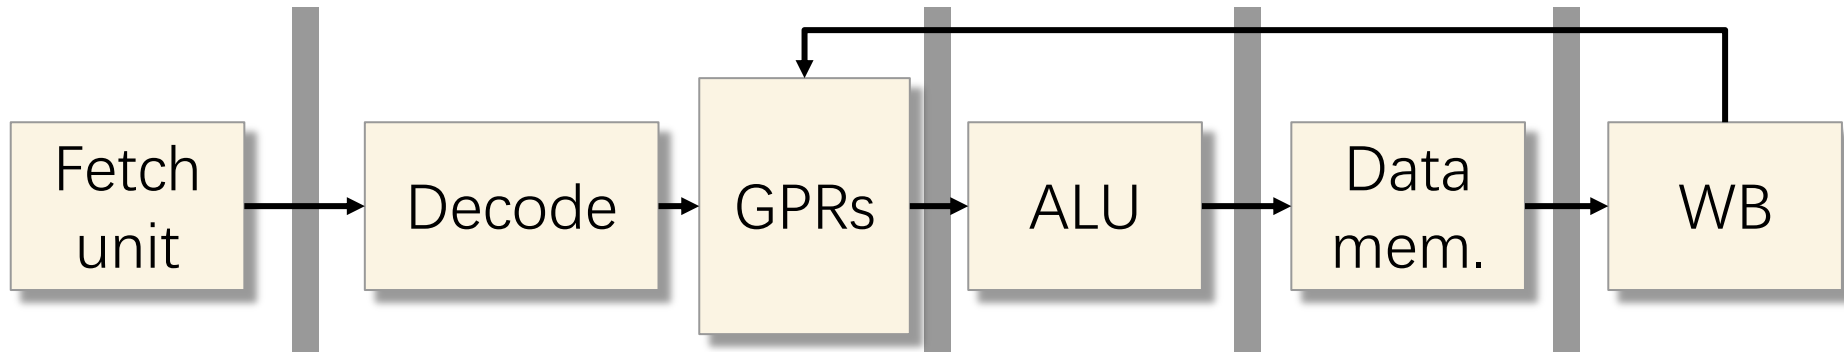 Fetch
unit
Decode
GPRs
ALU
Data
mem.
WB